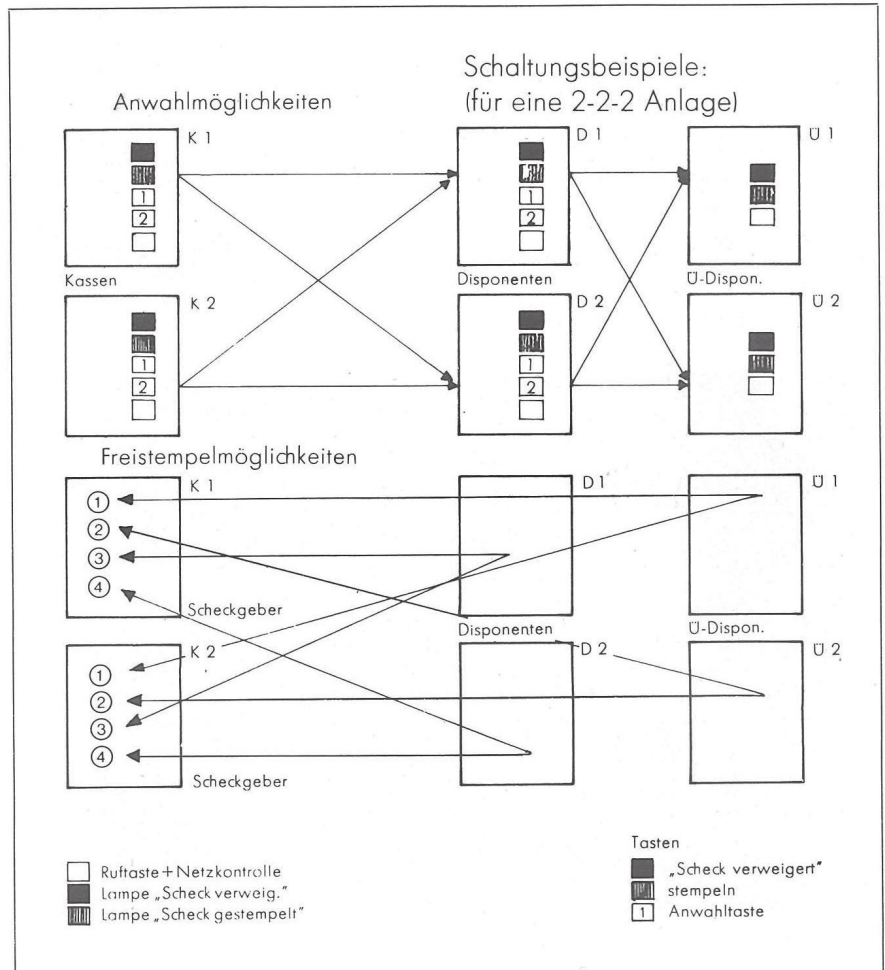 Schaltungsbeispiele:
Anwahlmöglichkeiten
(für eine 2-2-2 Anlage)
K 1
D 1
Ü 1
1
2
1
2
Kassen
Disponenten
Ü-Dispon.
K 2
D 2
Ü 2
1
2
1
2
Freistempelmöglichkeiten
K 1
D1
Ü 1
1
2
3
4
Scheckgeber
Disponenten
Ü-Dispon.
K 2
D 2
Ü 2
1
2
3
4
Scheckgeber
Ruftaste+Netzkontrolle
Lampe „Scheck verweig."
Lampe „Scheck gestempelt"
Tasten
„Scheck verweigert"
stempeln
1 Anwahltaste